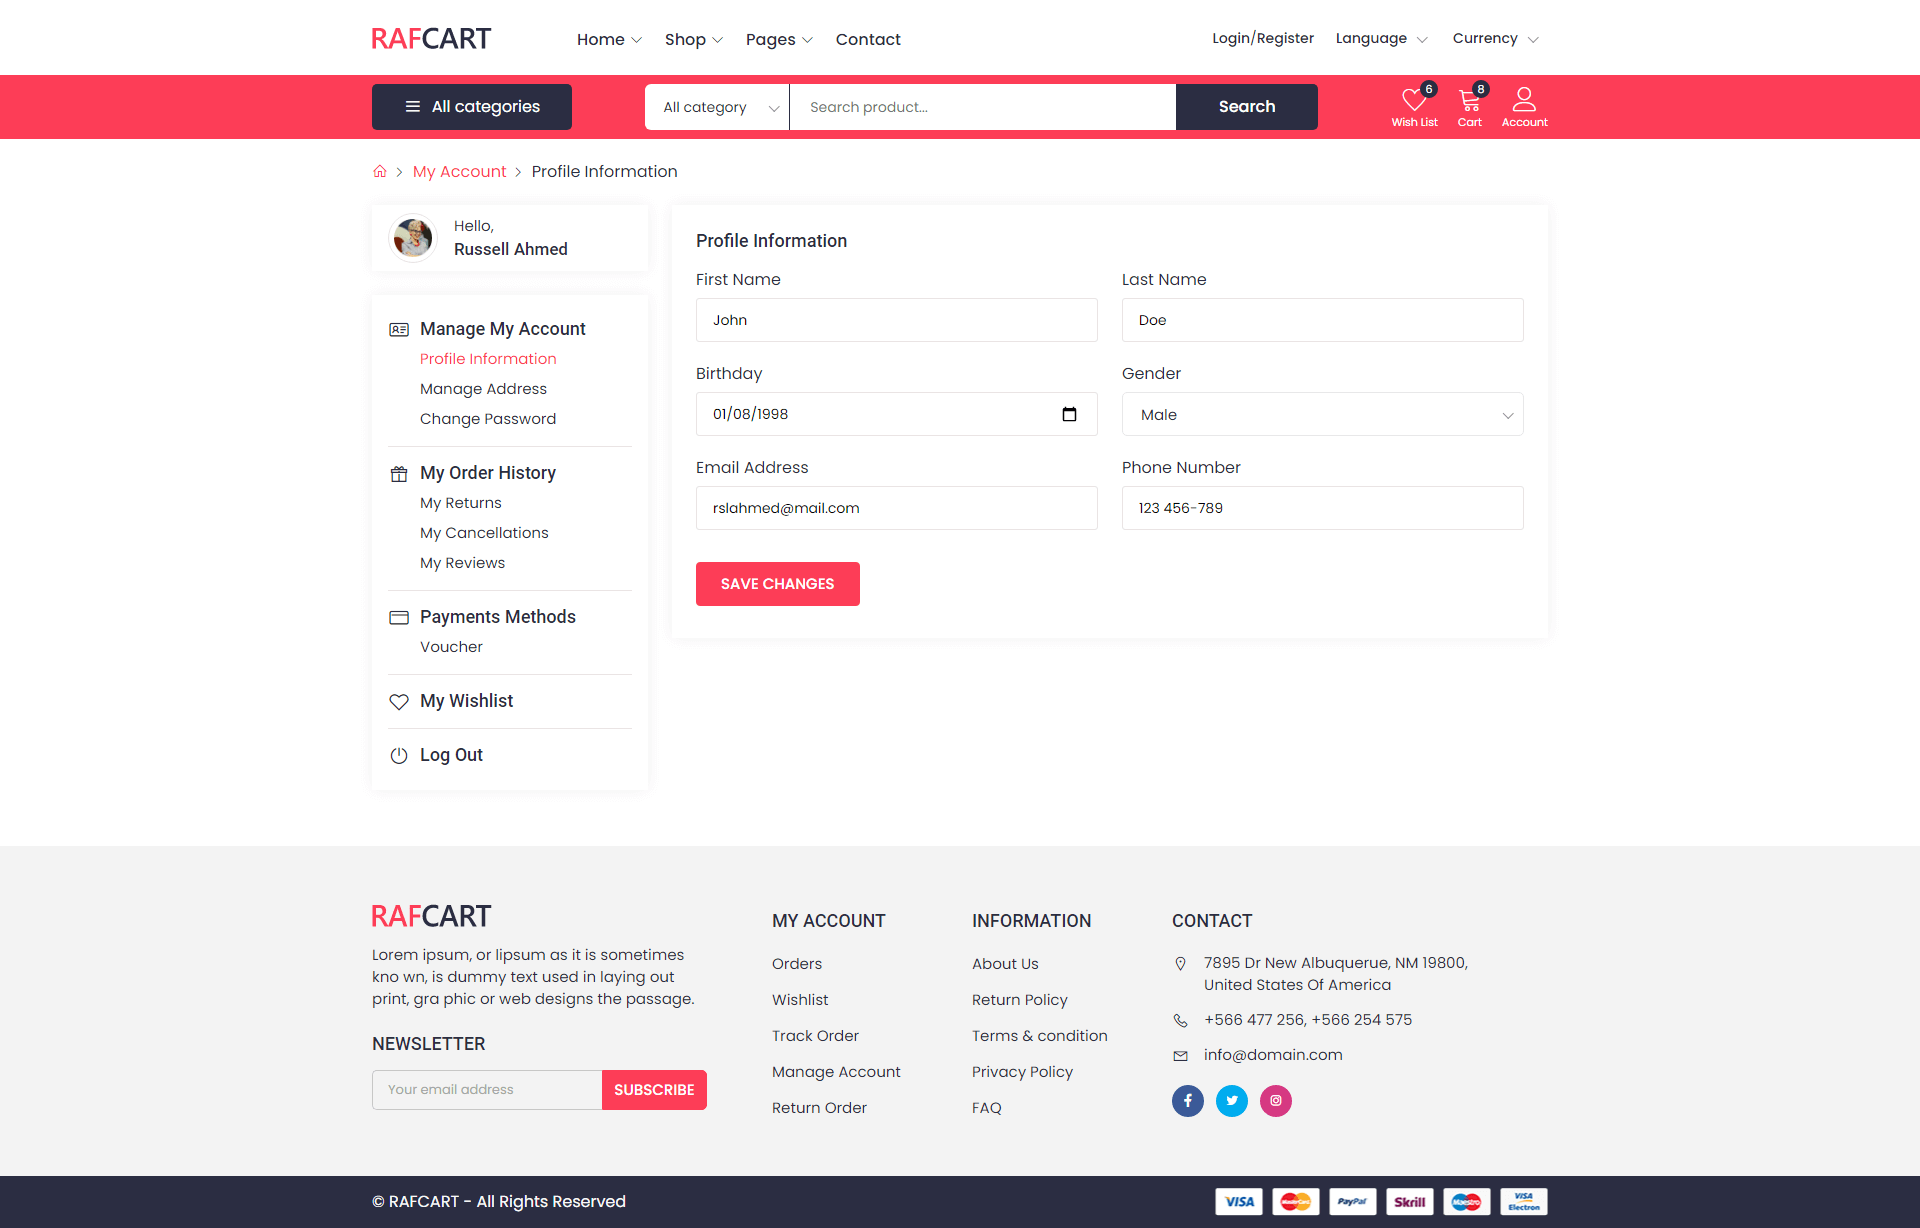 RAFCART
Home Shop Pages Contact
Login/Register Language Currency
All categories
All category Search product... Search
6 8
Wish List Cart Account
My Account Profile Information
Hello,
Russell Ahmed
Manage My Account
Profile Information
Manage Address
Change Password
My Order History
My Returns
My Cancellations
My Reviews
Payments Methods
Voucher
My Wishlist
Log Out
Profile Information
First Name Last Name
John Doe
Birthday Gender
01/08/1998 Male
Email Address Phone Number
rslahmed@mail.com 123 456-789
SAVE CHANGES
RAFCART
Lorem ipsum, or lipsum as it is sometimes
kno wn, is dummy text used in laying out
print, gra phic or web designs the passage.
NEWSLETTER
Your email address SUBSCRIBE
MY ACCOUNT
Orders
Wishlist
Track Order
Manage Account
Return Order
INFORMATION
About Us
Return Policy
Terms & condition
Privacy Policy
FAQ
CONTACT
7895 Dr New Albuquerue, NM 19800,
United States Of America
+566 477 256, +566 254 575
info@domain.com
© RAFCART - All Rights Reserved
VISA MasterCard PayPal Skrill Maestro VISA Electron